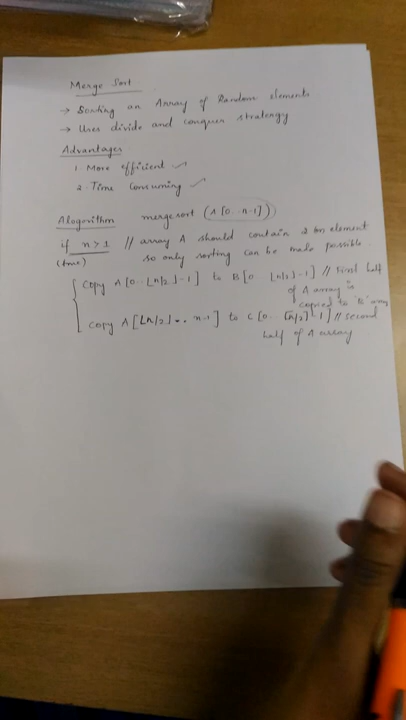 Merge Sort
→ Sorting an Array of Random elements
→ Uses divide and conquer stratergy
Advantages
1. More efficient ✓
2. Time Consuming ✓
Alogorithm mergesort (A[0..n-1])
if n>1 // array A should contain 2 (or) element
(true) so only sorting can be made possible.
copy A[0..⌊n/2⌋-1] to B[0..⌊n/2⌋-1] // First half
of A array is
copied to 'B' array
copy A[⌊n/2⌋..n-1] to C[0..⌈n/2⌉-1] // second
half of A array